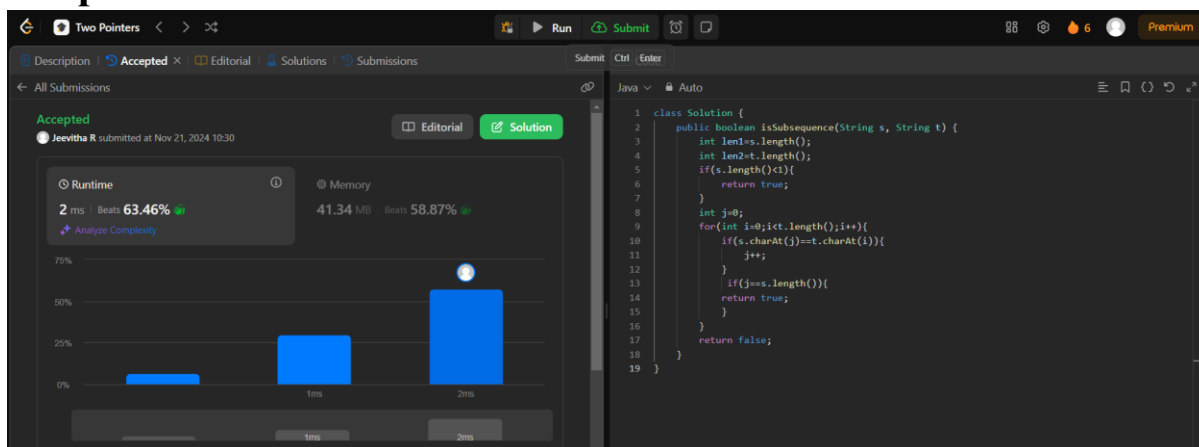 Two Pointers
Run
Submit
6
Premium
Description
Accepted
Editorial
Solutions
Submissions
Submit Ctrl Enter
All Submissions
Accepted
Jeevitha R submitted at Nov 21, 2024 10:30
Editorial
Solution
Runtime
2 ms Beats 63.46%
Analyze Complexity
Memory
41.34 MB Beats 58.87%
75%
50%
25%
0%
1ms
2ms
1ms
2ms
Java
Auto
1 class Solution {
2 public boolean isSubsequence(String s, String t) {
3 int len1=s.length();
4 int len2=t.length();
5 if(s.length()<1){
6 return true;
7 }
8 int j=0;
9 for(int i=0;i<t.length();i++){
10 if(s.charAt(j)==t.charAt(i)){
11 j++;
12 }
13 if(j==s.length()){
14 return true;
15 }
16 }
17 return false;
18 }
19 }